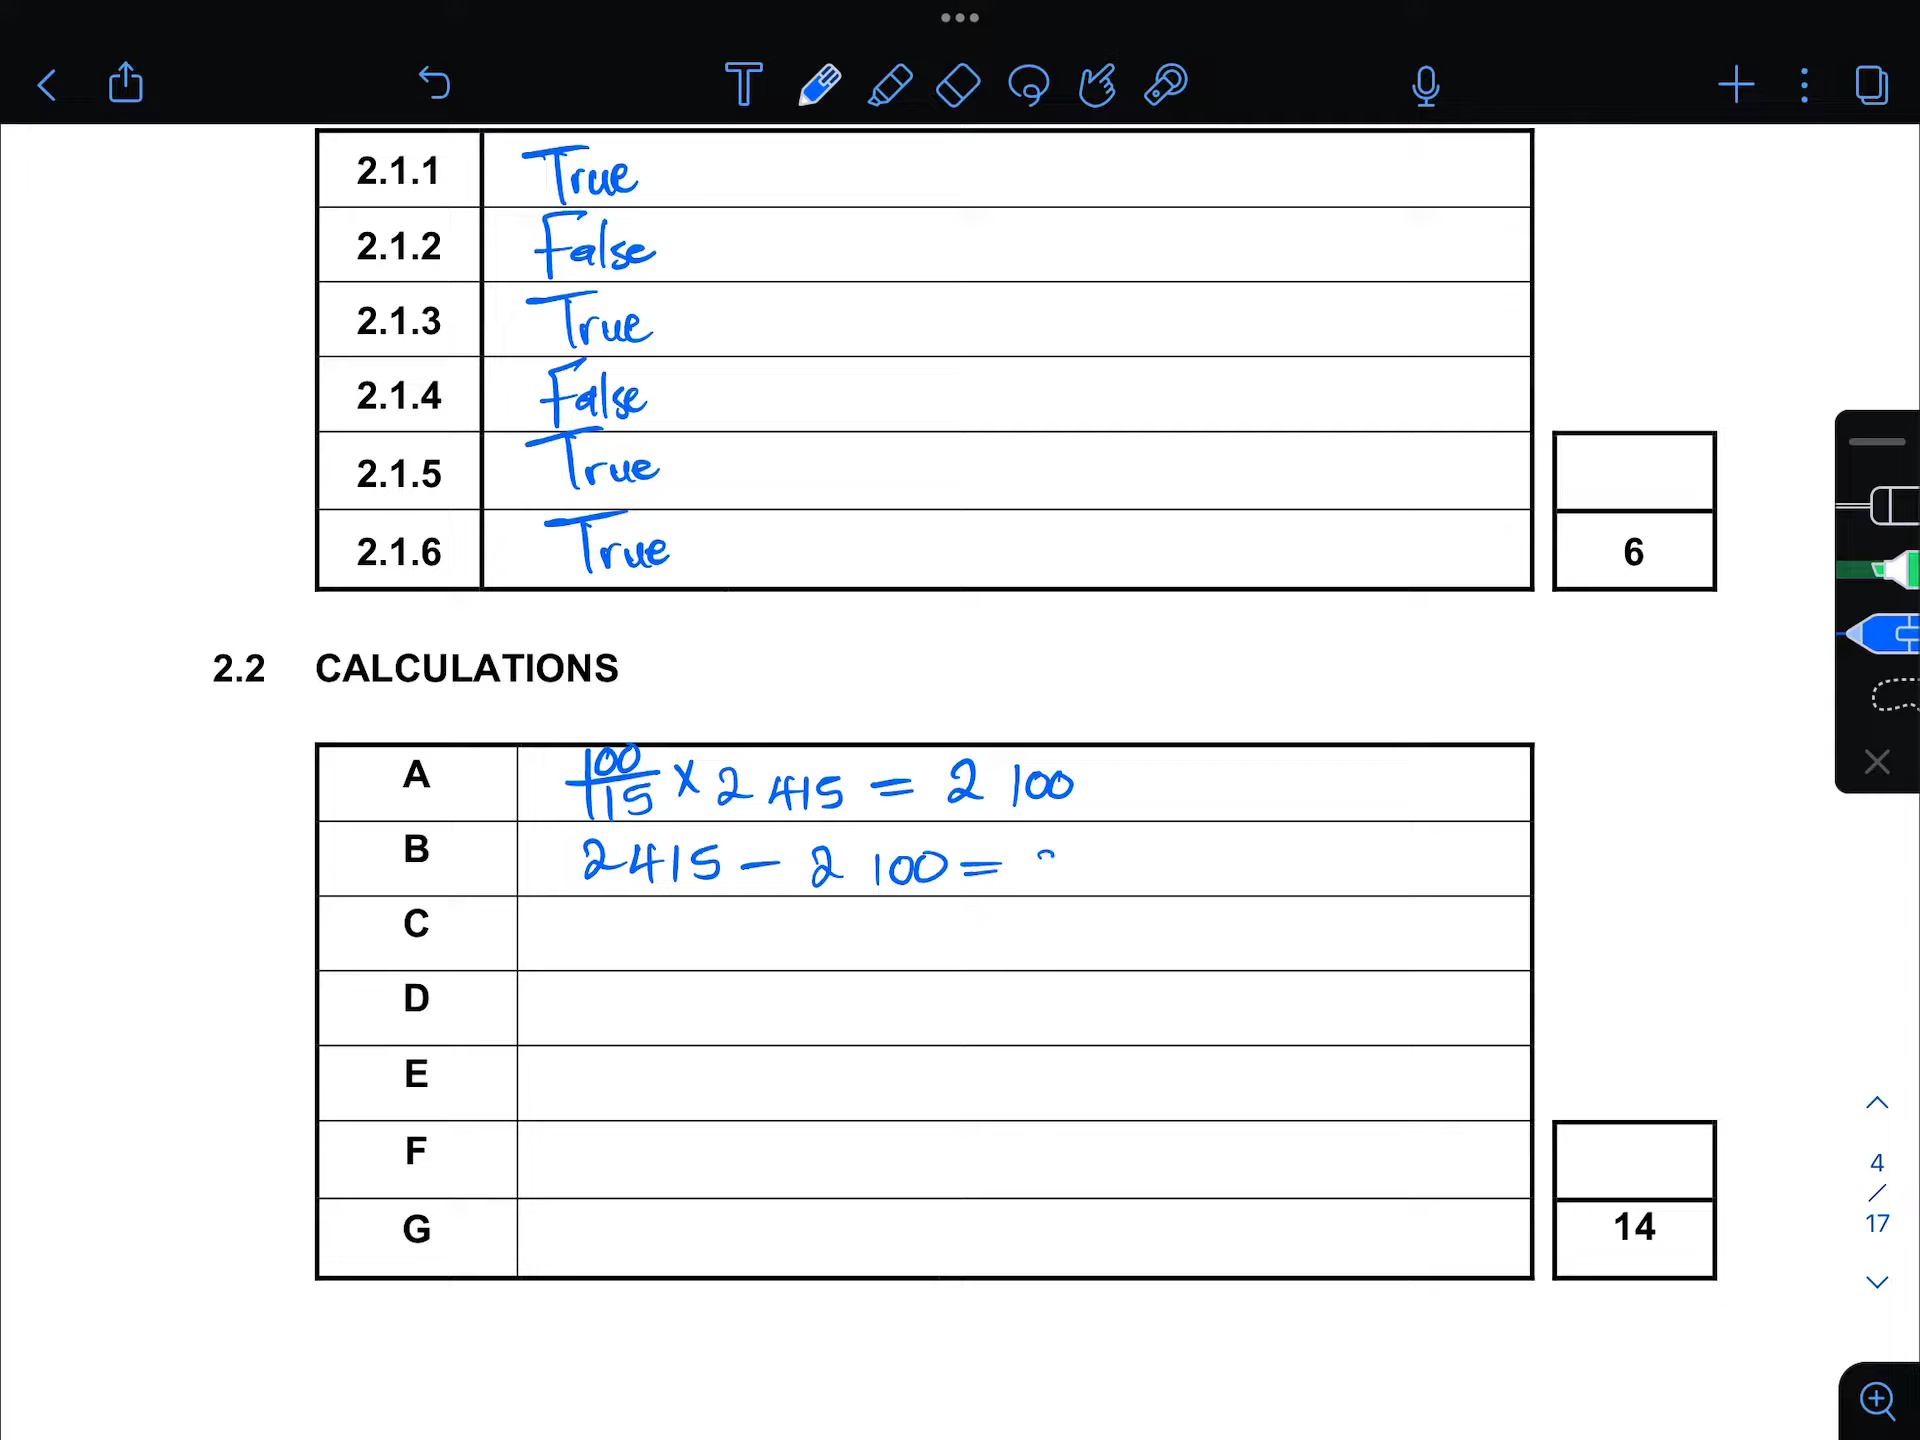 2.1.1 True
2.1.2 False
2.1.3 True
2.1.4 False
2.1.5 True
2.1.6 True
6
2.2 CALCULATIONS
A 100/115 × 2 415 = 2 100
B 2415 − 2 100 =
C
D
E
F
G
14
4
/
17